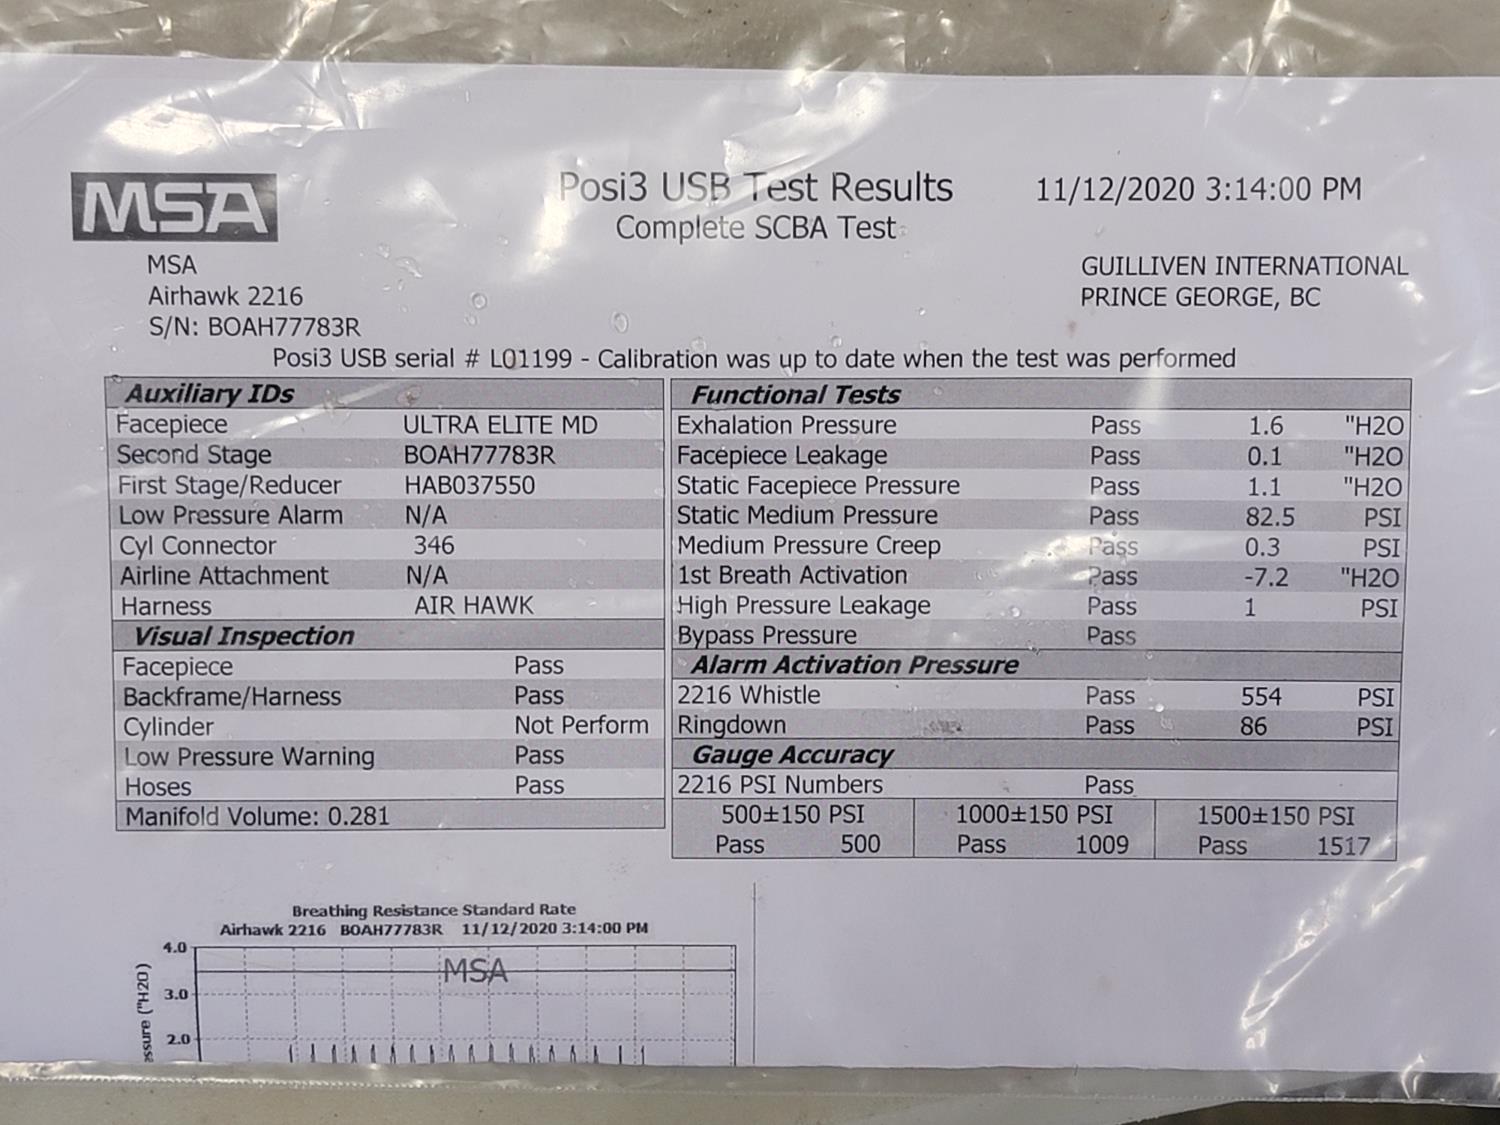 MSA
Posi3 USB Test Results
11/12/2020 3:14:00 PM
Complete SCBA Test
MSA
Airhawk 2216
S/N: BOAH77783R
GUILLIVEN INTERNATIONAL
PRINCE GEORGE, BC
Posi3 USB serial # L01199 - Calibration was up to date when the test was performed
Auxiliary IDs
Facepiece ULTRA ELITE MD
Second Stage BOAH77783R
First Stage/Reducer HAB037550
Low Pressure Alarm N/A
Cyl Connector 346
Airline Attachment N/A
Harness AIR HAWK
Visual Inspection
Facepiece Pass
Backframe/Harness Pass
Cylinder Not Perform
Low Pressure Warning Pass
Hoses Pass
Manifold Volume: 0.281
Functional Tests
Exhalation Pressure Pass 1.6 "H2O
Facepiece Leakage Pass 0.1 "H2O
Static Facepiece Pressure Pass 1.1 "H2O
Static Medium Pressure Pass 82.5 PSI
Medium Pressure Creep Pass 0.3 PSI
1st Breath Activation Pass -7.2 "H2O
High Pressure Leakage Pass 1 PSI
Bypass Pressure Pass
Alarm Activation Pressure
2216 Whistle Pass 554 PSI
Ringdown Pass 86 PSI
Gauge Accuracy
2216 PSI Numbers Pass
500±150 PSI 1000±150 PSI 1500±150 PSI
Pass 500 Pass 1009 Pass 1517
Breathing Resistance Standard Rate
Airhawk 2216 BOAH77783R 11/12/2020 3:14:00 PM
4.0
MSA
3.0
2.0
("H2O)